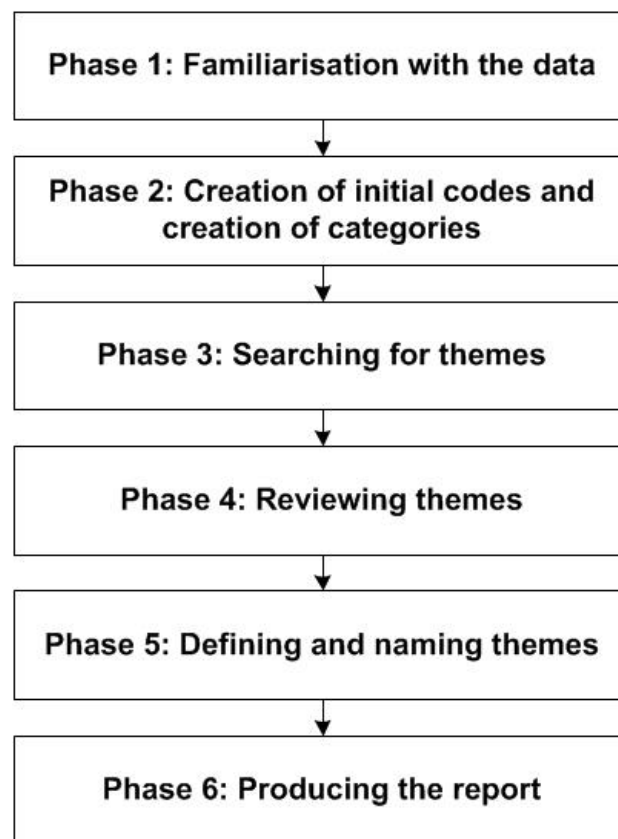 Phase 1: Familiarisation with the data
Phase 2: Creation of initial codes and
creation of categories
Phase 3: Searching for themes
Phase 4: Reviewing themes
Phase 5: Defining and naming themes
Phase 6: Producing the report